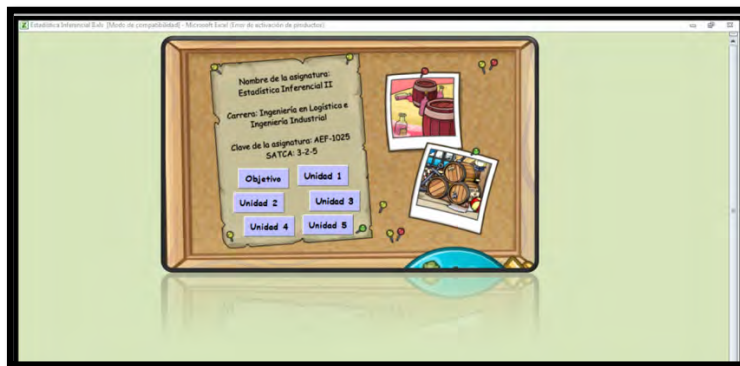 Estadística Inferencial II.xls [Modo de compatibilidad] - Microsoft Excel (Error de activación de productos)
Nombre de la asignatura:
Estadística Inferencial II
Carrera: Ingeniería en Logística e
Ingeniería Industrial
Clave de la asignatura: AEF-1025
SATCA: 3-2-5
Objetivo
Unidad 1
Unidad 2
Unidad 3
Unidad 4
Unidad 5